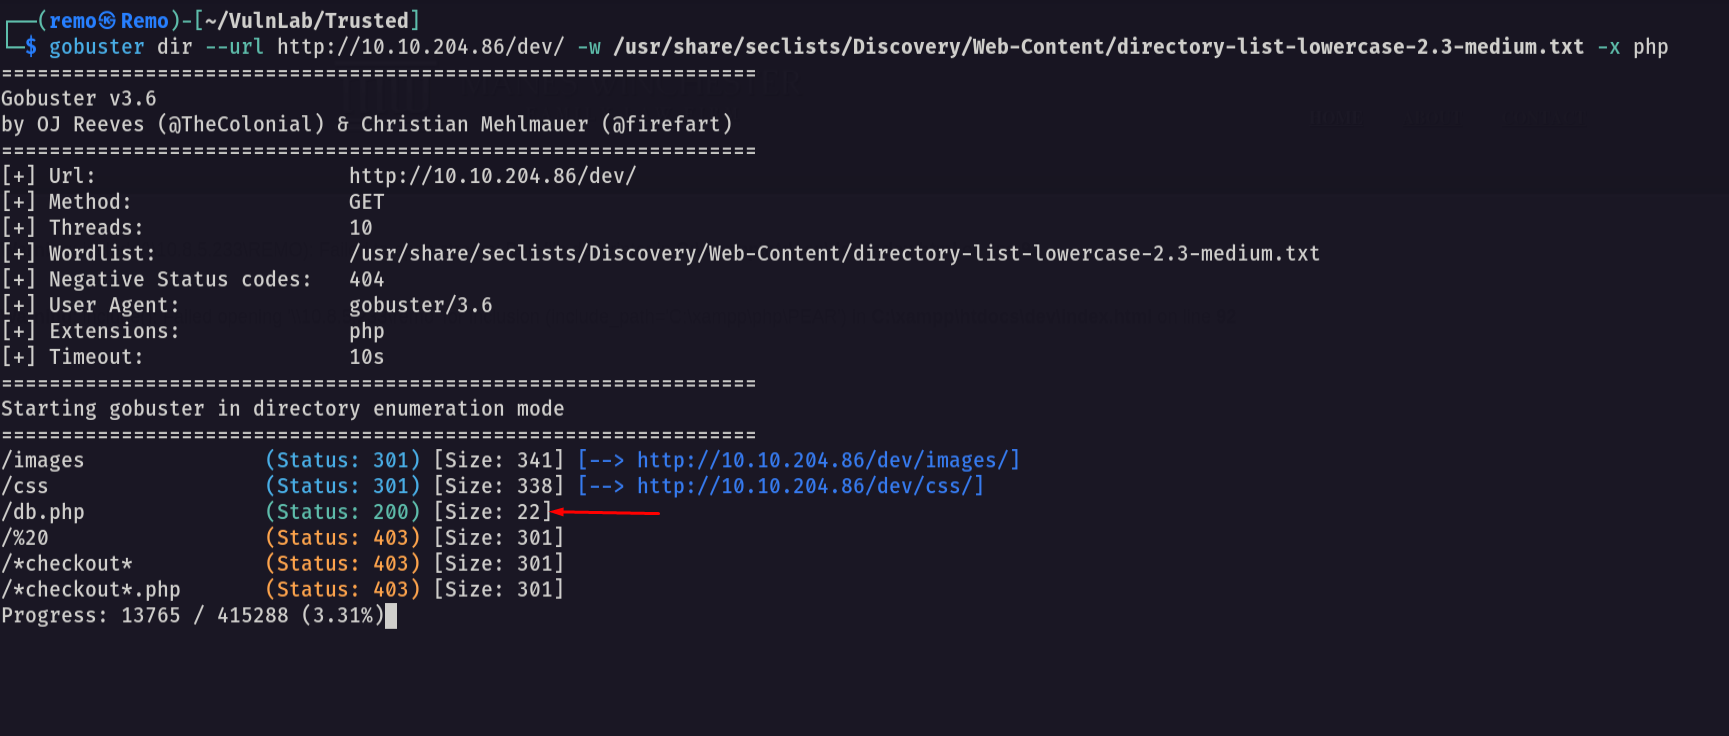 ┌──(remo㉿Remo)-[~/VulnLab/Trusted]
└─$ gobuster dir --url http://10.10.204.86/dev/ -w /usr/share/seclists/Discovery/Web-Content/directory-list-lowercase-2.3-medium.txt -x php
===============================================================
Gobuster v3.6
by OJ Reeves (@TheColonial) & Christian Mehlmauer (@firefart)
===============================================================
[+] Url:                     http://10.10.204.86/dev/
[+] Method:                  GET
[+] Threads:                 10
[+] Wordlist:                /usr/share/seclists/Discovery/Web-Content/directory-list-lowercase-2.3-medium.txt
[+] Negative Status codes:   404
[+] User Agent:              gobuster/3.6
[+] Extensions:              php
[+] Timeout:                 10s
===============================================================
Starting gobuster in directory enumeration mode
===============================================================
/images               (Status: 301) [Size: 341] [--> http://10.10.204.86/dev/images/]
/css                  (Status: 301) [Size: 338] [--> http://10.10.204.86/dev/css/]
/db.php               (Status: 200) [Size: 22]
/%20                  (Status: 403) [Size: 301]
/*checkout*           (Status: 403) [Size: 301]
/*checkout*.php       (Status: 403) [Size: 301]
Progress: 13765 / 415288 (3.31%)